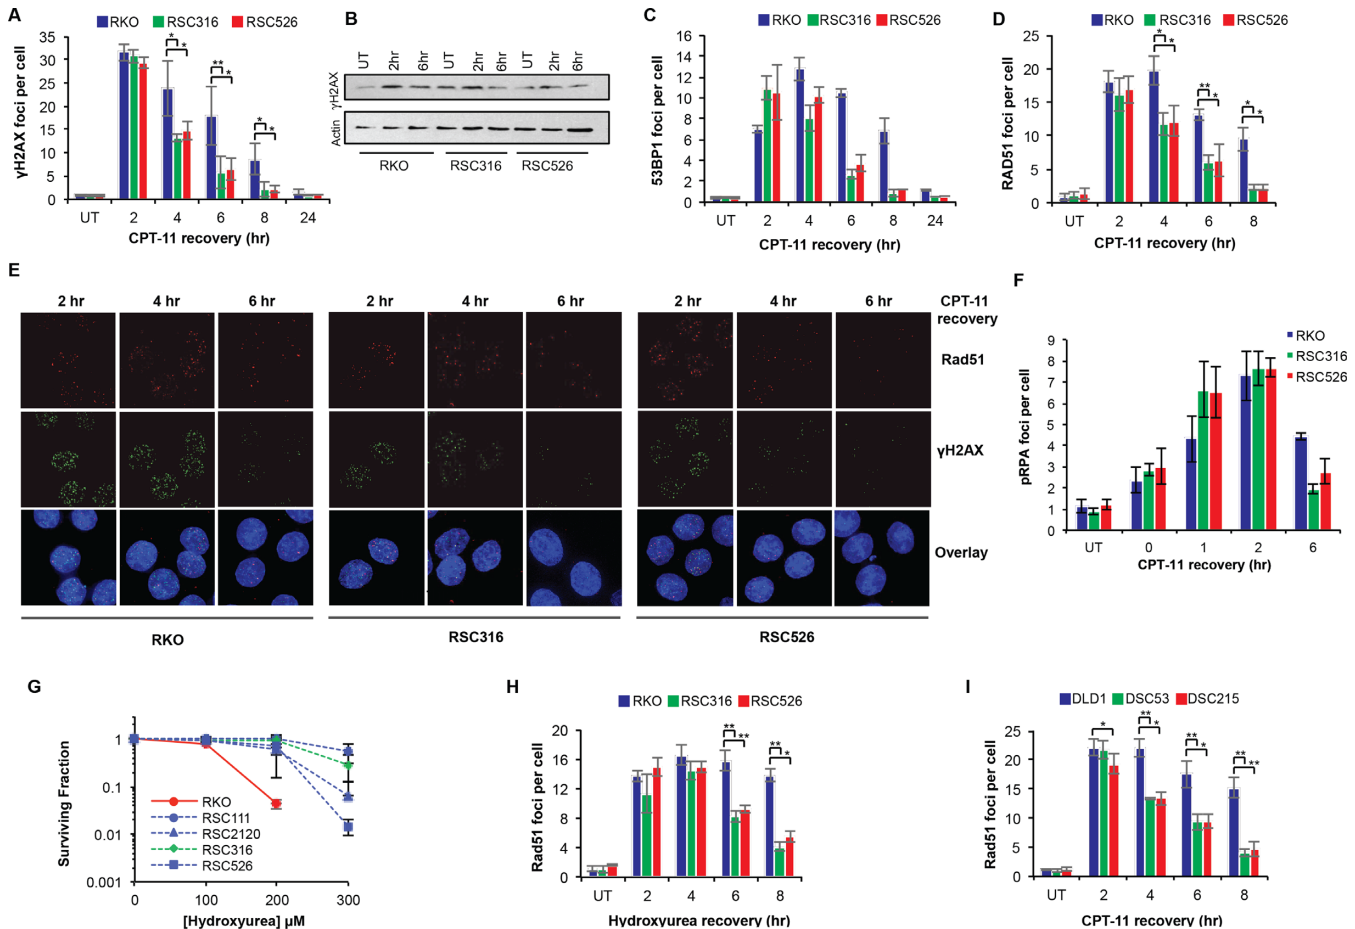 A
RKO RSC316 RSC526
γH2AX foci per cell
35
30
25
20
15
10
5
0
UT 2 4 6 8 24
* * ** * * *
CPT-11 recovery (hr)
B
UT 2hr 6hr UT 2hr 6hr UT 2hr 6hr
γH2AX
Actin
RKO RSC316 RSC526
C
RKO RSC316 RSC526
53BP1 foci per cell
16
14
12
10
8
6
4
2
0
UT 2 4 6 8 24
CPT-11 recovery (hr)
D
RKO RSC316 RSC526
RAD51 foci per cell
25
20
15
10
5
0
* * ** * * *
UT 2 4 6 8
CPT-11 recovery (hr)
E
2 hr 4 hr 6 hr 2 hr 4 hr 6 hr 2 hr 4 hr 6 hr CPT-11
recovery
Rad51
γH2AX
Overlay
RKO RSC316 RSC526
F
RKO
RSC316
RSC526
pRPA foci per cell
9
8
7
6
5
4
3
2
1
0
UT 0 1 2 6
CPT-11 recovery (hr)
G
Surviving Fraction
1
0.1
0.01
0.001
RKO
RSC111
RSC2120
RSC316
RSC526
0 100 200 300
[Hydroxyurea] µM
H
RKO RSC316 RSC526
Rad51 foci per cell
20
16
12
8
4
0
** ** ** *
UT 2 4 6 8
Hydroxyurea recovery (hr)
I
DLD1 DSC53 DSC215
Rad51 foci per cell
25
20
15
10
5
0
* ** * ** * ** **
UT 2 4 6 8
CPT-11 recovery (hr)